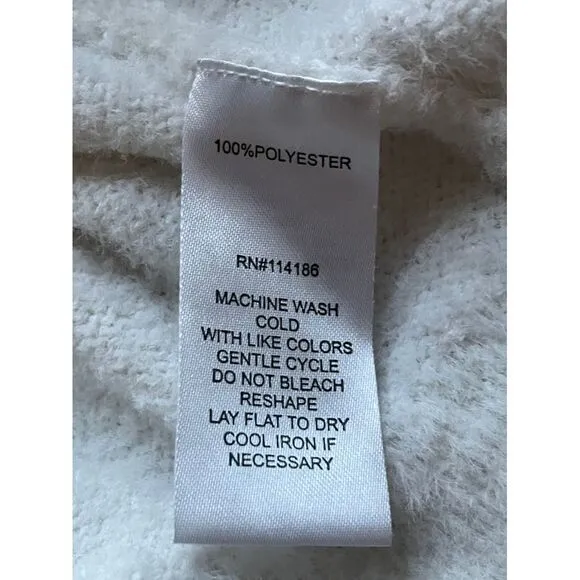 100%POLYESTER
RN#114186
MACHINE WASH
COLD
WITH LIKE COLORS
GENTLE CYCLE
DO NOT BLEACH
RESHAPE
LAY FLAT TO DRY
COOL IRON IF
NECESSARY